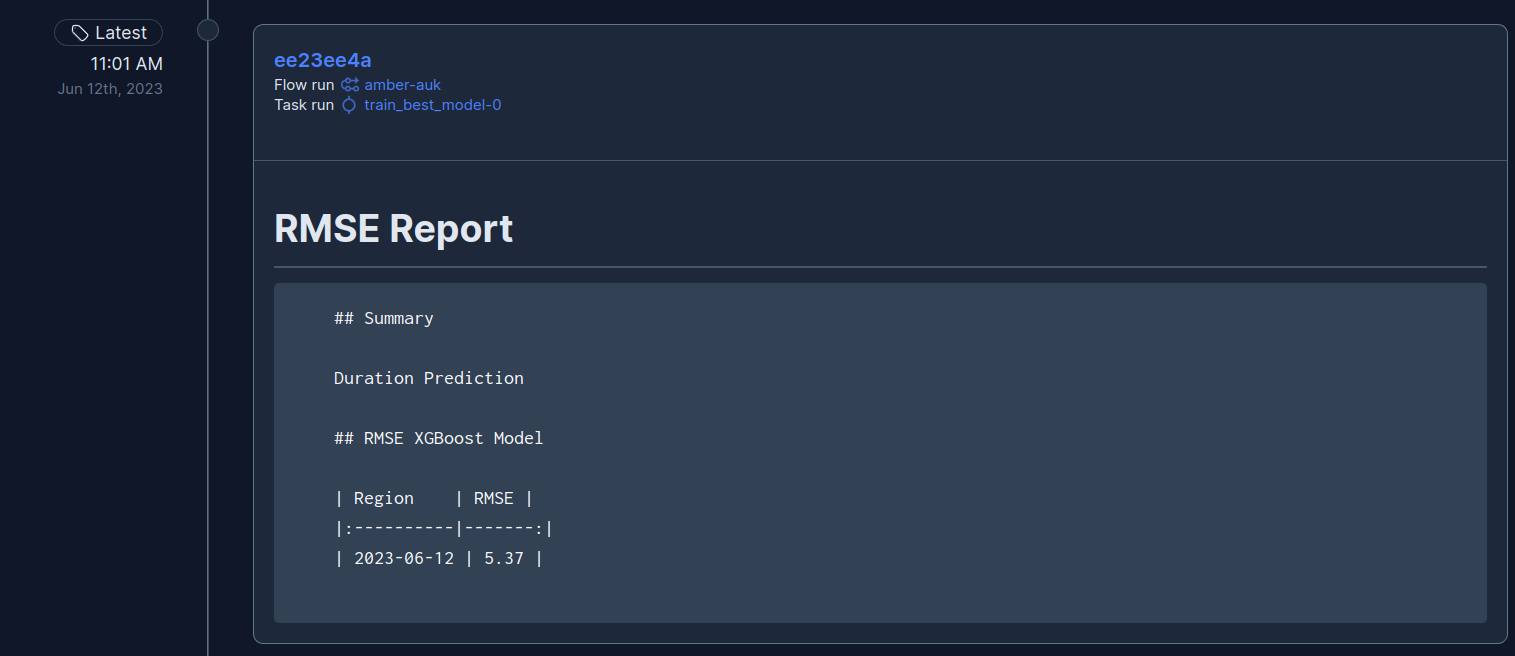 Latest
11:01 AM
Jun 12th, 2023
ee23ee4a
Flow run amber-auk
Task run train_best_model-0
RMSE Report
## Summary
Duration Prediction
## RMSE XGBoost Model
| Region    | RMSE |
|:----------|-------:|
| 2023-06-12 | 5.37 |